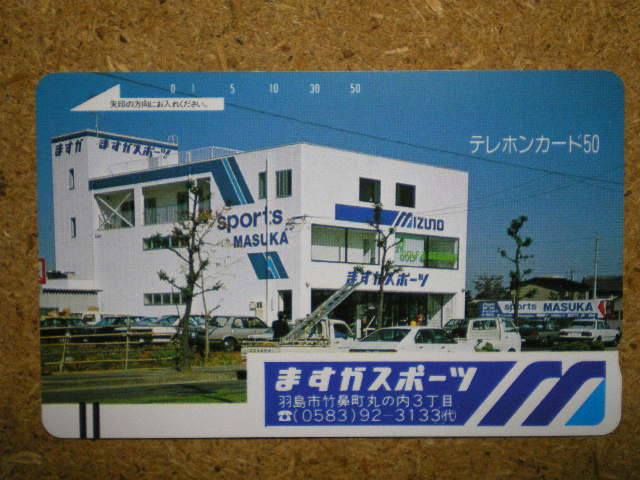 0 1 5 10 30 50
矢印の方向にお入れください。
テレホンカード50
ますが
ますがスポーツ
sports
MASUKA
MIZUNO
GOLF
ますがスポーツ
sports MASUKA
ますがスポーツ
羽島市竹鼻町丸の内3丁目
☎(0583)92-3133㈹